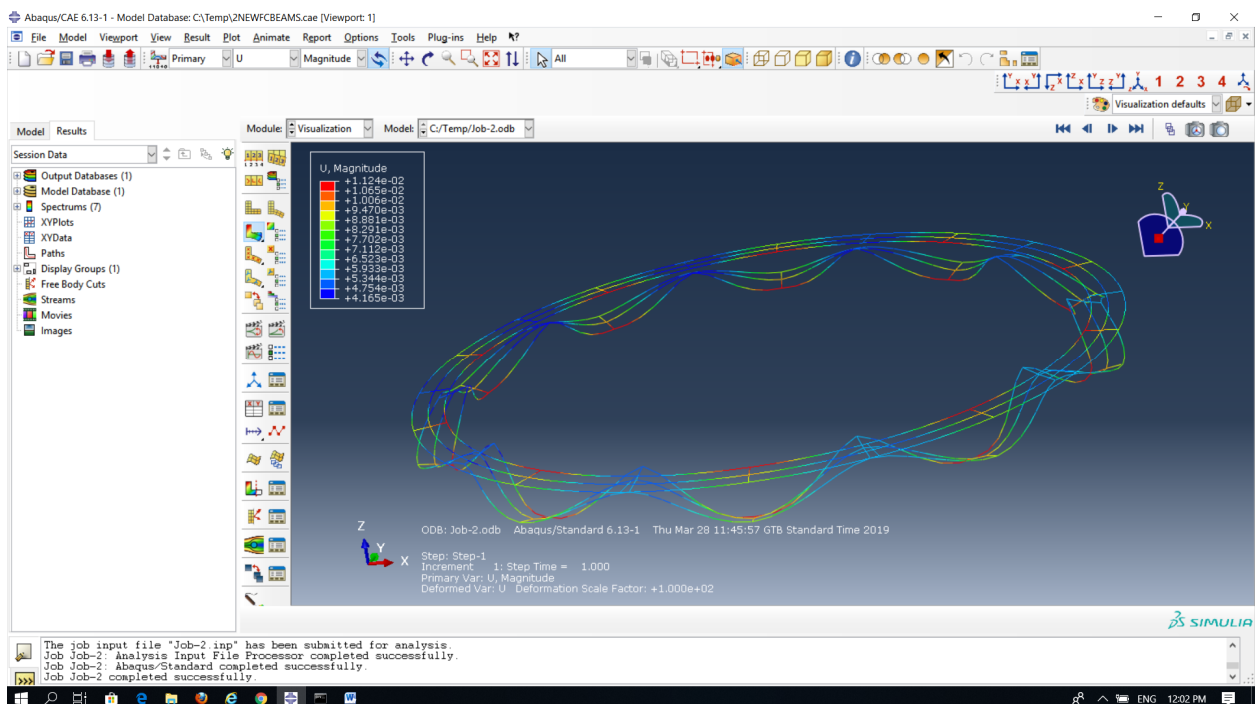 Abaqus/CAE 6.13-1 - Model Database: C:\Temp\2NEWFCBEAMS.cae [Viewport: 1]
File Model Viewport View Result Plot Animate Report Options Tools Plug-ins Help
Primary U Magnitude All
1 2 3 4
Visualization defaults
Model Results
Module: Visualization Model: C:/Temp/Job-2.odb
Session Data
Output Databases (1)
Model Database (1)
Spectrums (7)
XYPlots
XYData
Paths
Display Groups (1)
Free Body Cuts
Streams
Movies
Images
U, Magnitude
+1.124e-02
+1.065e-02
+1.006e-02
+9.470e-03
+8.881e-03
+8.291e-03
+7.702e-03
+7.112e-03
+6.523e-03
+5.933e-03
+5.344e-03
+4.754e-03
+4.165e-03
Z
Y
X
Z
Y
X
ODB: Job-2.odb Abaqus/Standard 6.13-1 Thu Mar 28 11:45:57 GTB Standard Time 2019
Step: Step-1
Increment 1: Step Time = 1.000
Primary Var: U, Magnitude
Deformed Var: U Deformation Scale Factor: +1.000e+02
SIMULIA
The job input file "Job-2.inp" has been submitted for analysis.
Job Job-2: Analysis Input File Processor completed successfully.
Job Job-2: Abaqus/Standard completed successfully.
Job Job-2 completed successfully.
ENG 12:02 PM